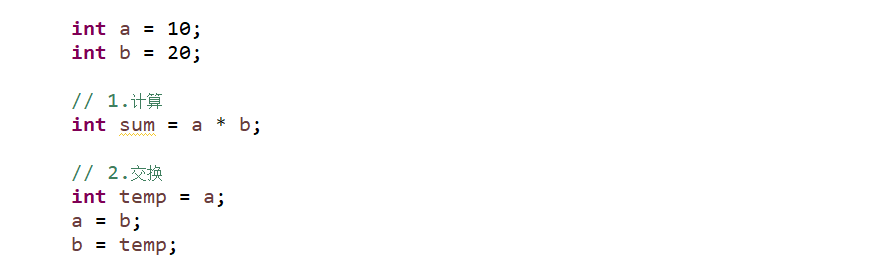 int a = 10;
int b = 20;
// 1.计算
int sum = a * b;
// 2.交换
int temp = a;
a = b;
b = temp;